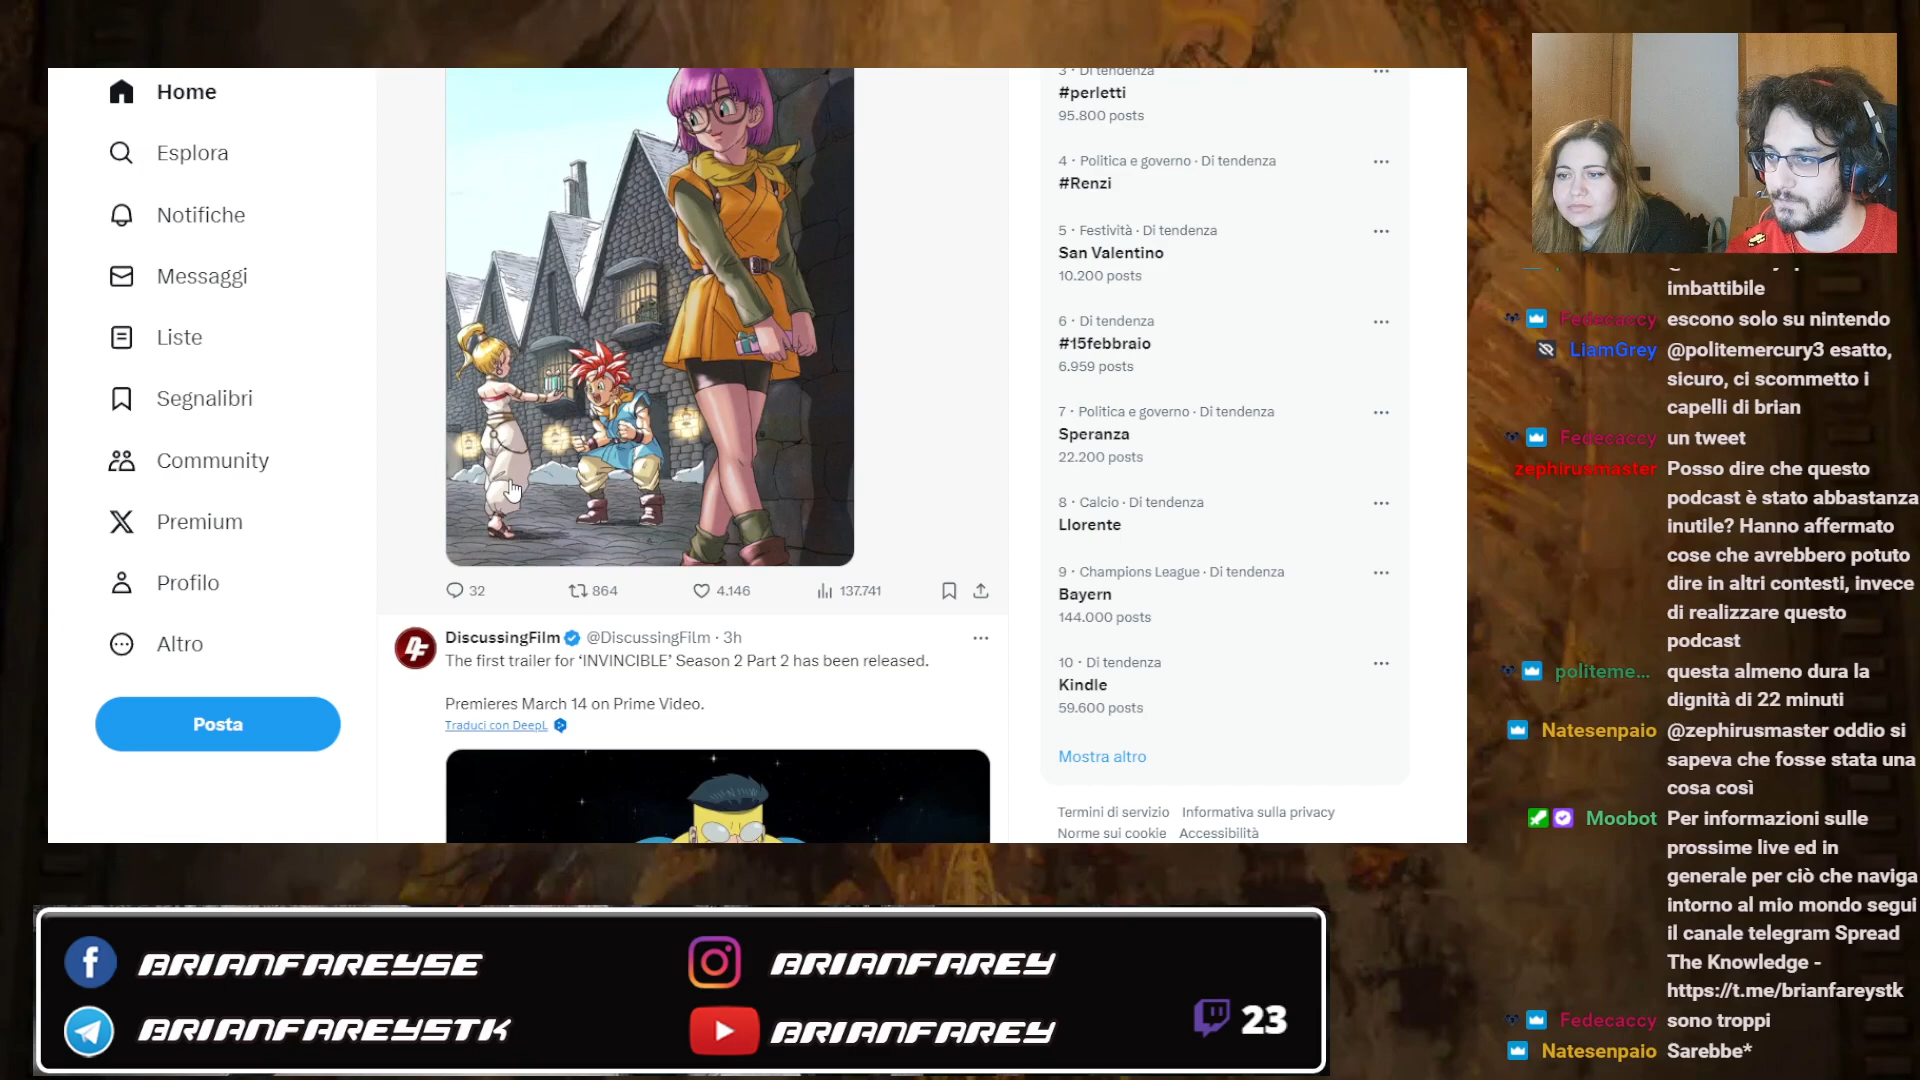 Home
Esplora
Notifiche
Messaggi
Liste
Segnalibri
Community
Premium
Profilo
Altro
Posta
32
864
4.146
137.741
DiscussingFilm @DiscussingFilm · 3h
The first trailer for ‘INVINCIBLE’ Season 2 Part 2 has been released.
Premieres March 14 on Prime Video.
Traduci con DeepL
3 · Di tendenza
#perletti
95.800 posts
4 · Politica e governo · Di tendenza
#Renzi
5 · Festività · Di tendenza
San Valentino
10.200 posts
6 · Di tendenza
#15febbraio
6.959 posts
7 · Politica e governo · Di tendenza
Speranza
22.200 posts
8 · Calcio · Di tendenza
Llorente
9 · Champions League · Di tendenza
Bayern
144.000 posts
10 · Di tendenza
Kindle
59.600 posts
Mostra altro
Termini di servizio Informativa sulla privacy
Norme sui cookie Accessibilità
imbattibile
Fedecaccy escono solo su nintendo
LiamGrey @politemercury3 esatto,
sicuro, ci scommetto i
capelli di brian
Fedecaccy un tweet
zephirusmaster Posso dire che questo
podcast è stato abbastanza
inutile? Hanno affermato
cose che avrebbero potuto
dire in altri contesti, invece
di realizzare questo
podcast
politeme... questa almeno dura la
dignità di 22 minuti
Natesenpaio @zephirusmaster oddio si
sapeva che fosse stata una
cosa così
Moobot Per informazioni sulle
prossime live ed in
generale per ciò che naviga
intorno al mio mondo segui
il canale telegram Spread
The Knowledge -
https://t.me/brianfareystk
Fedecaccy sono troppi
Natesenpaio Sarebbe*
BRIANFAREYSE
BRIANFAREY
BRIANFAREYSTK
BRIANFAREY
23